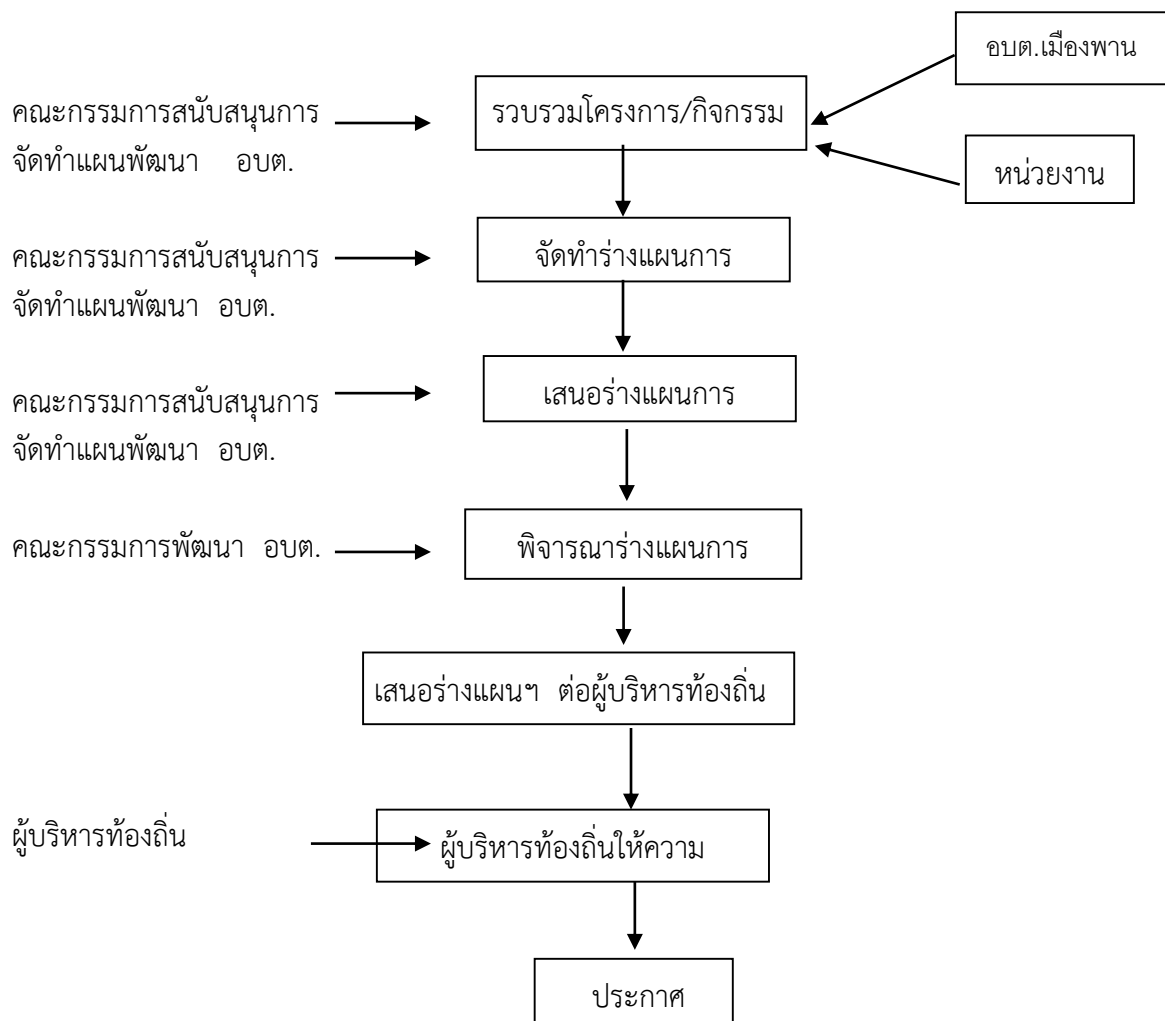 อบต.เมืองพาน
คณะกรรมการสนับสนุนการ
จัดทำแผนพัฒนา อบต.
รวบรวมโครงการ/กิจกรรม
หน่วยงาน
คณะกรรมการสนับสนุนการ
จัดทำแผนพัฒนา อบต.
จัดทำร่างแผนการ
คณะกรรมการสนับสนุนการ
จัดทำแผนพัฒนา อบต.
เสนอร่างแผนการ
คณะกรรมการพัฒนา อบต.
พิจารณาร่างแผนการ
เสนอร่างแผนฯ ต่อผู้บริหารท้องถิ่น
ผู้บริหารท้องถิ่น
ผู้บริหารท้องถิ่นให้ความ
ประกาศ